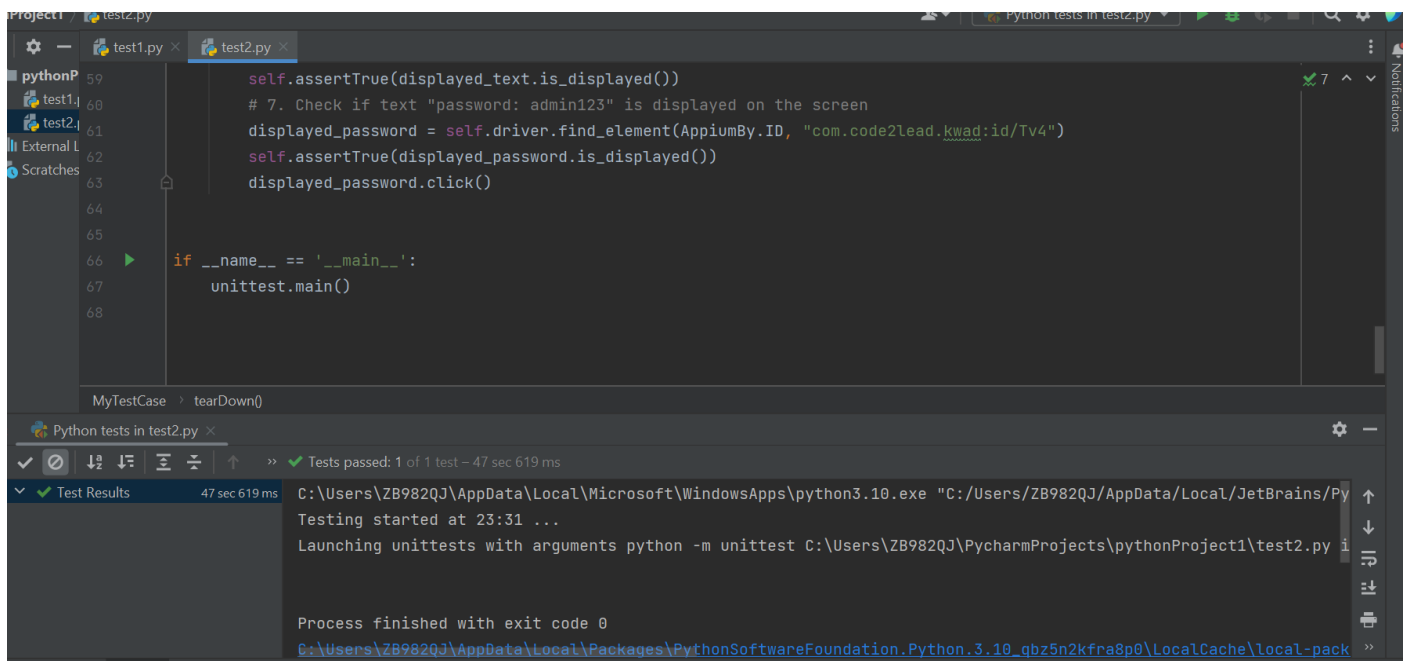 Project1 / test2.py Python tests in test2.py
test1.py test2.py
pythonP
test1.
test2.
External L
Scratches
59 self.assertTrue(displayed_text.is_displayed())
60 # 7. Check if text "password: admin123" is displayed on the screen
61 displayed_password = self.driver.find_element(AppiumBy.ID, "com.code2lead.kwad:id/Tv4")
62 self.assertTrue(displayed_password.is_displayed())
63 displayed_password.click()
64
65
66 if __name__ == '__main__':
67 unittest.main()
68
7
Notifications
MyTestCase › tearDown()
Python tests in test2.py
Tests passed: 1 of 1 test – 47 sec 619 ms
Test Results 47 sec 619 ms
C:\Users\ZB982QJ\AppData\Local\Microsoft\WindowsApps\python3.10.exe "C:/Users/ZB982QJ/AppData/Local/JetBrains/Py
Testing started at 23:31 ...
Launching unittests with arguments python -m unittest C:\Users\ZB982QJ\PycharmProjects\pythonProject1\test2.py i
Process finished with exit code 0
C:\Users\ZB982QJ\AppData\Local\Packages\PythonSoftwareFoundation.Python.3.10_qbz5n2kfra8p0\LocalCache\local-pack